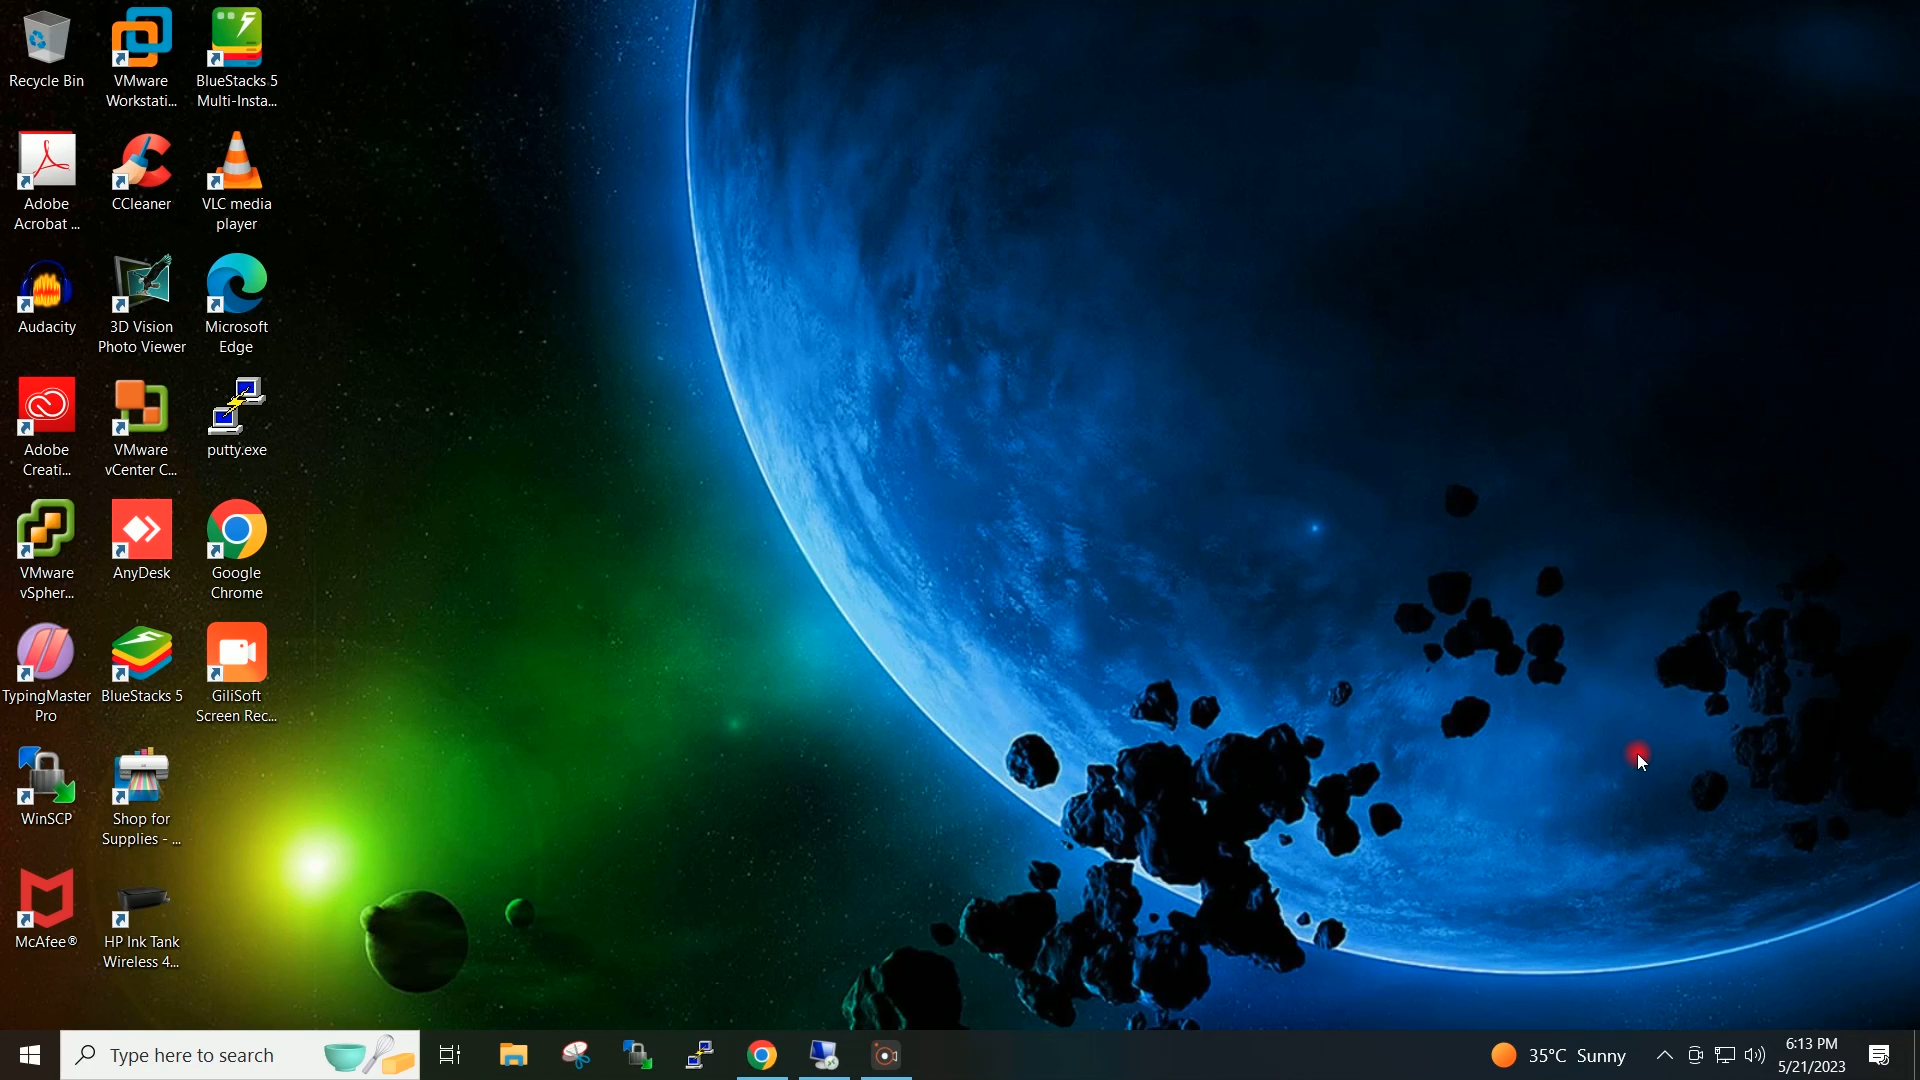 Recycle Bin
VMware
Workstati...
BlueStacks 5
Multi-Insta...
Adobe
Acrobat ...
CCleaner
VLC media
player
Audacity
3D Vision
Photo Viewer
Microsoft
Edge
Adobe
Creati...
VMware
vCenter C...
putty.exe
VMware
vSpher...
AnyDesk
Google
Chrome
TypingMaster
Pro
BlueStacks 5
GiliSoft
Screen Rec...
WinSCP
Shop for
Supplies - ...
McAfee®
HP Ink Tank
Wireless 4...
Type here to search
35°C Sunny
6:13 PM
5/21/2023